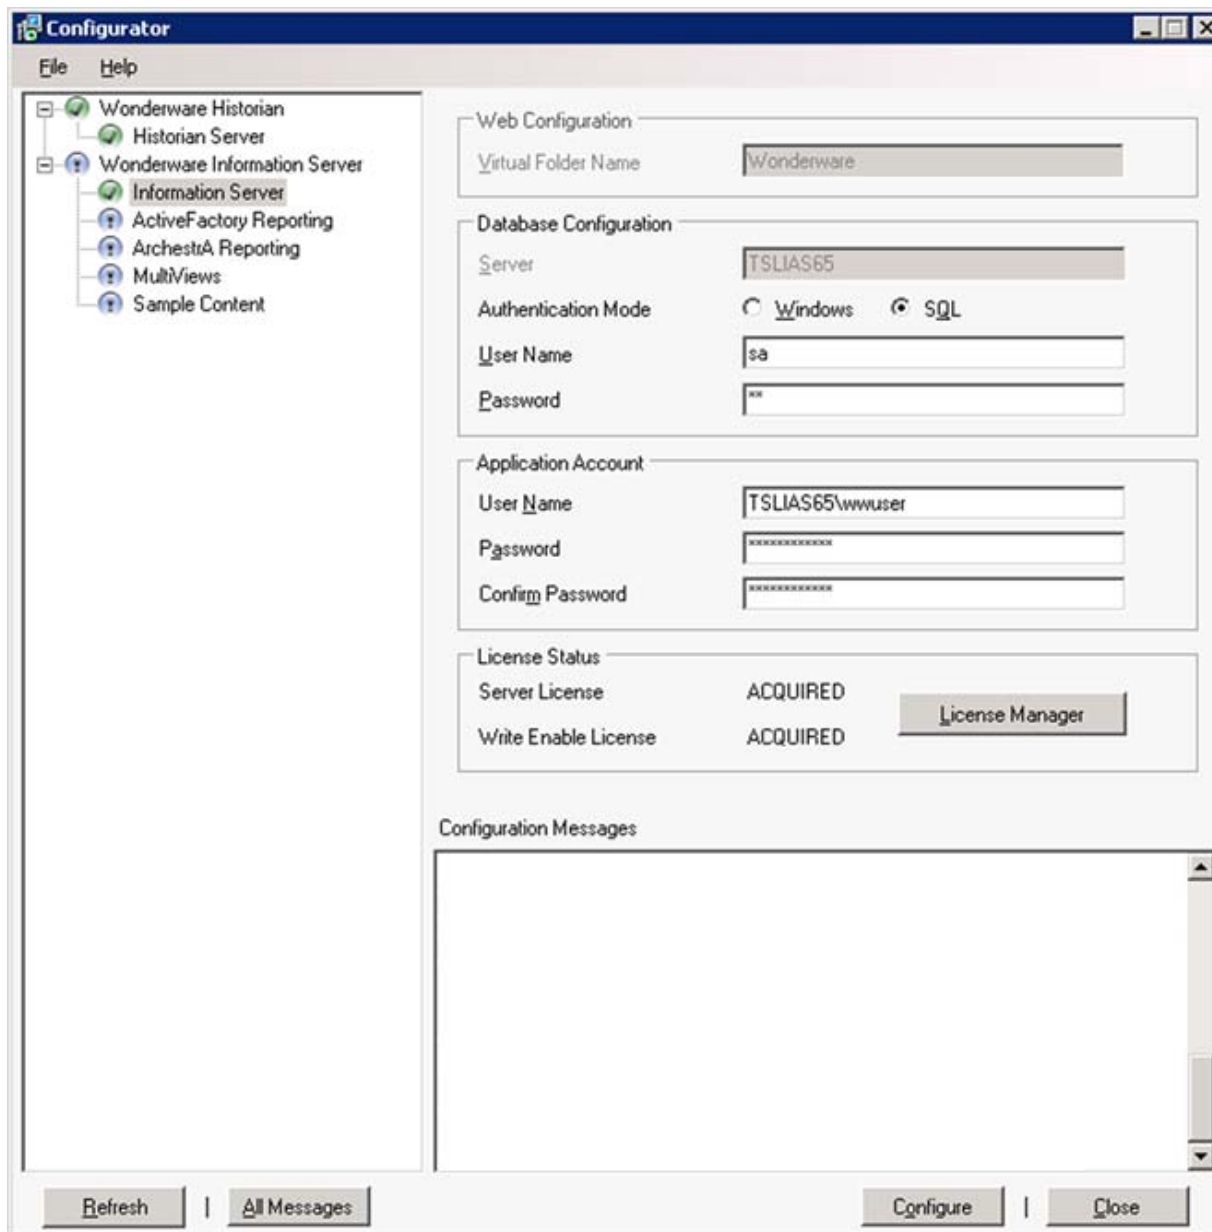 Configurator
File Help
Wonderware Historian
Historian Server
Wonderware Information Server
Information Server
ActiveFactory Reporting
ArchestrA Reporting
MultiViews
Sample Content
Web Configuration
Virtual Folder Name Wonderware
Database Configuration
Server TSLIAS65
Authentication Mode Windows SQL
User Name sa
Password **
Application Account
User Name TSLIAS65\wwuser
Password ************
Confirm Password ************
License Status
Server License ACQUIRED
License Manager
Write Enable License ACQUIRED
Configuration Messages
Refresh | All Messages Configure | Close